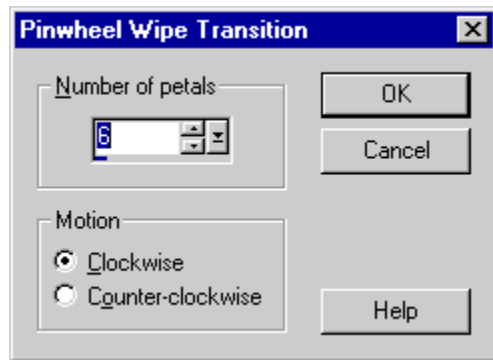 Pinwheel Wipe Transition
Number of petals
6
OK
Cancel
Motion
Clockwise
Counter-clockwise
Help